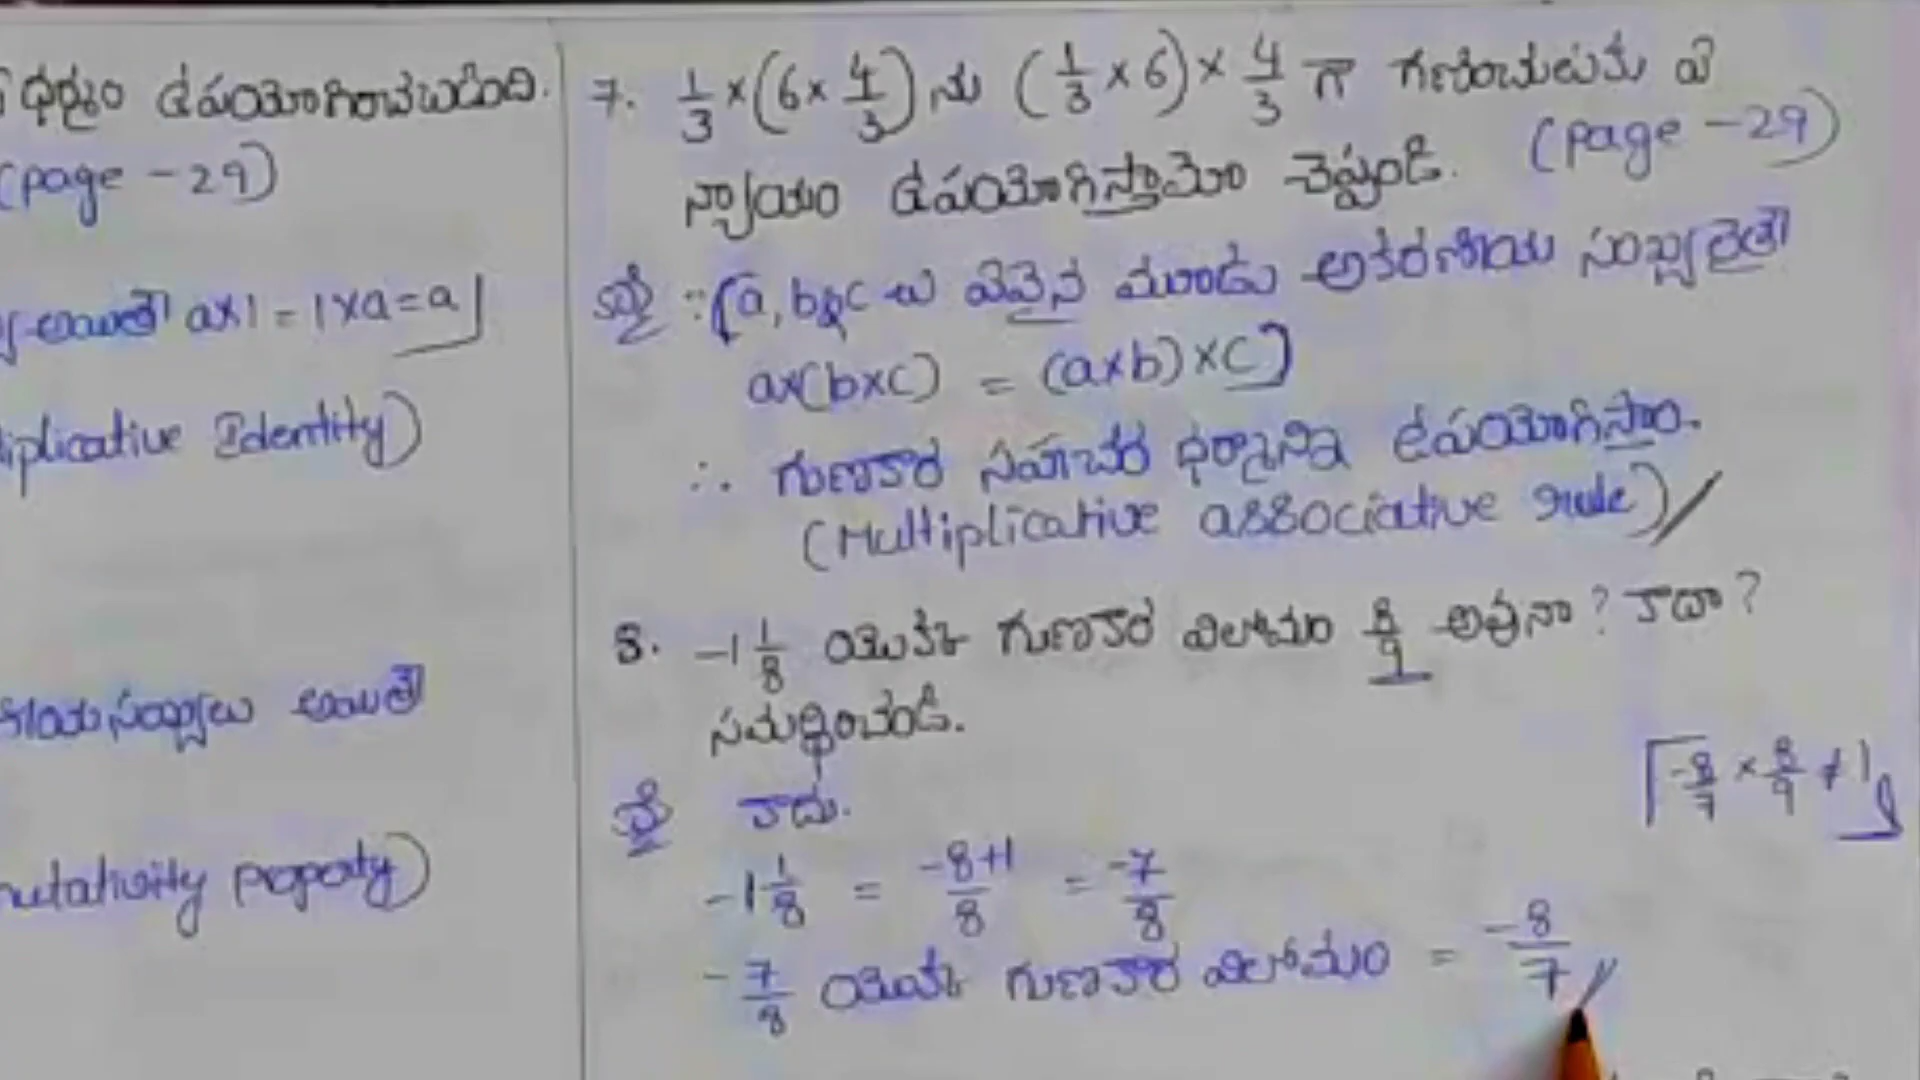 ధర్మం ఉపయోగించబడింది.
(page - 29)
అయితే a×1 = 1×a = a]
Identity)
సంఖ్యలు అయితే
property)
7. 1/3 × (6 × 4/3) ను (1/3 × 6) × 4/3 గా గణించుటకు ఏ
న్యాయం ఉపయోగిస్తామో చెప్పండి. (page - 29)
[a, b & c లు ఏవైన మూడు అకరణీయ సంఖ్యలైతే
a×(b×c) = (a×b)×c]
∴ గుణకార సహచర ధర్మాన్ని ఉపయోగిస్తాం.
(Multiplicative associative rule)
8. -1 1/8 యొక్క గుణకార విలోమం 8/9 అవునా? కాదా?
సమర్థించండి.
[-8/7 × 8/9 ≠ 1]
కాదు.
-1 1/8 = -8+1/8 = -7/8
-7/8 యొక్క గుణకార విలోమం = -8/7